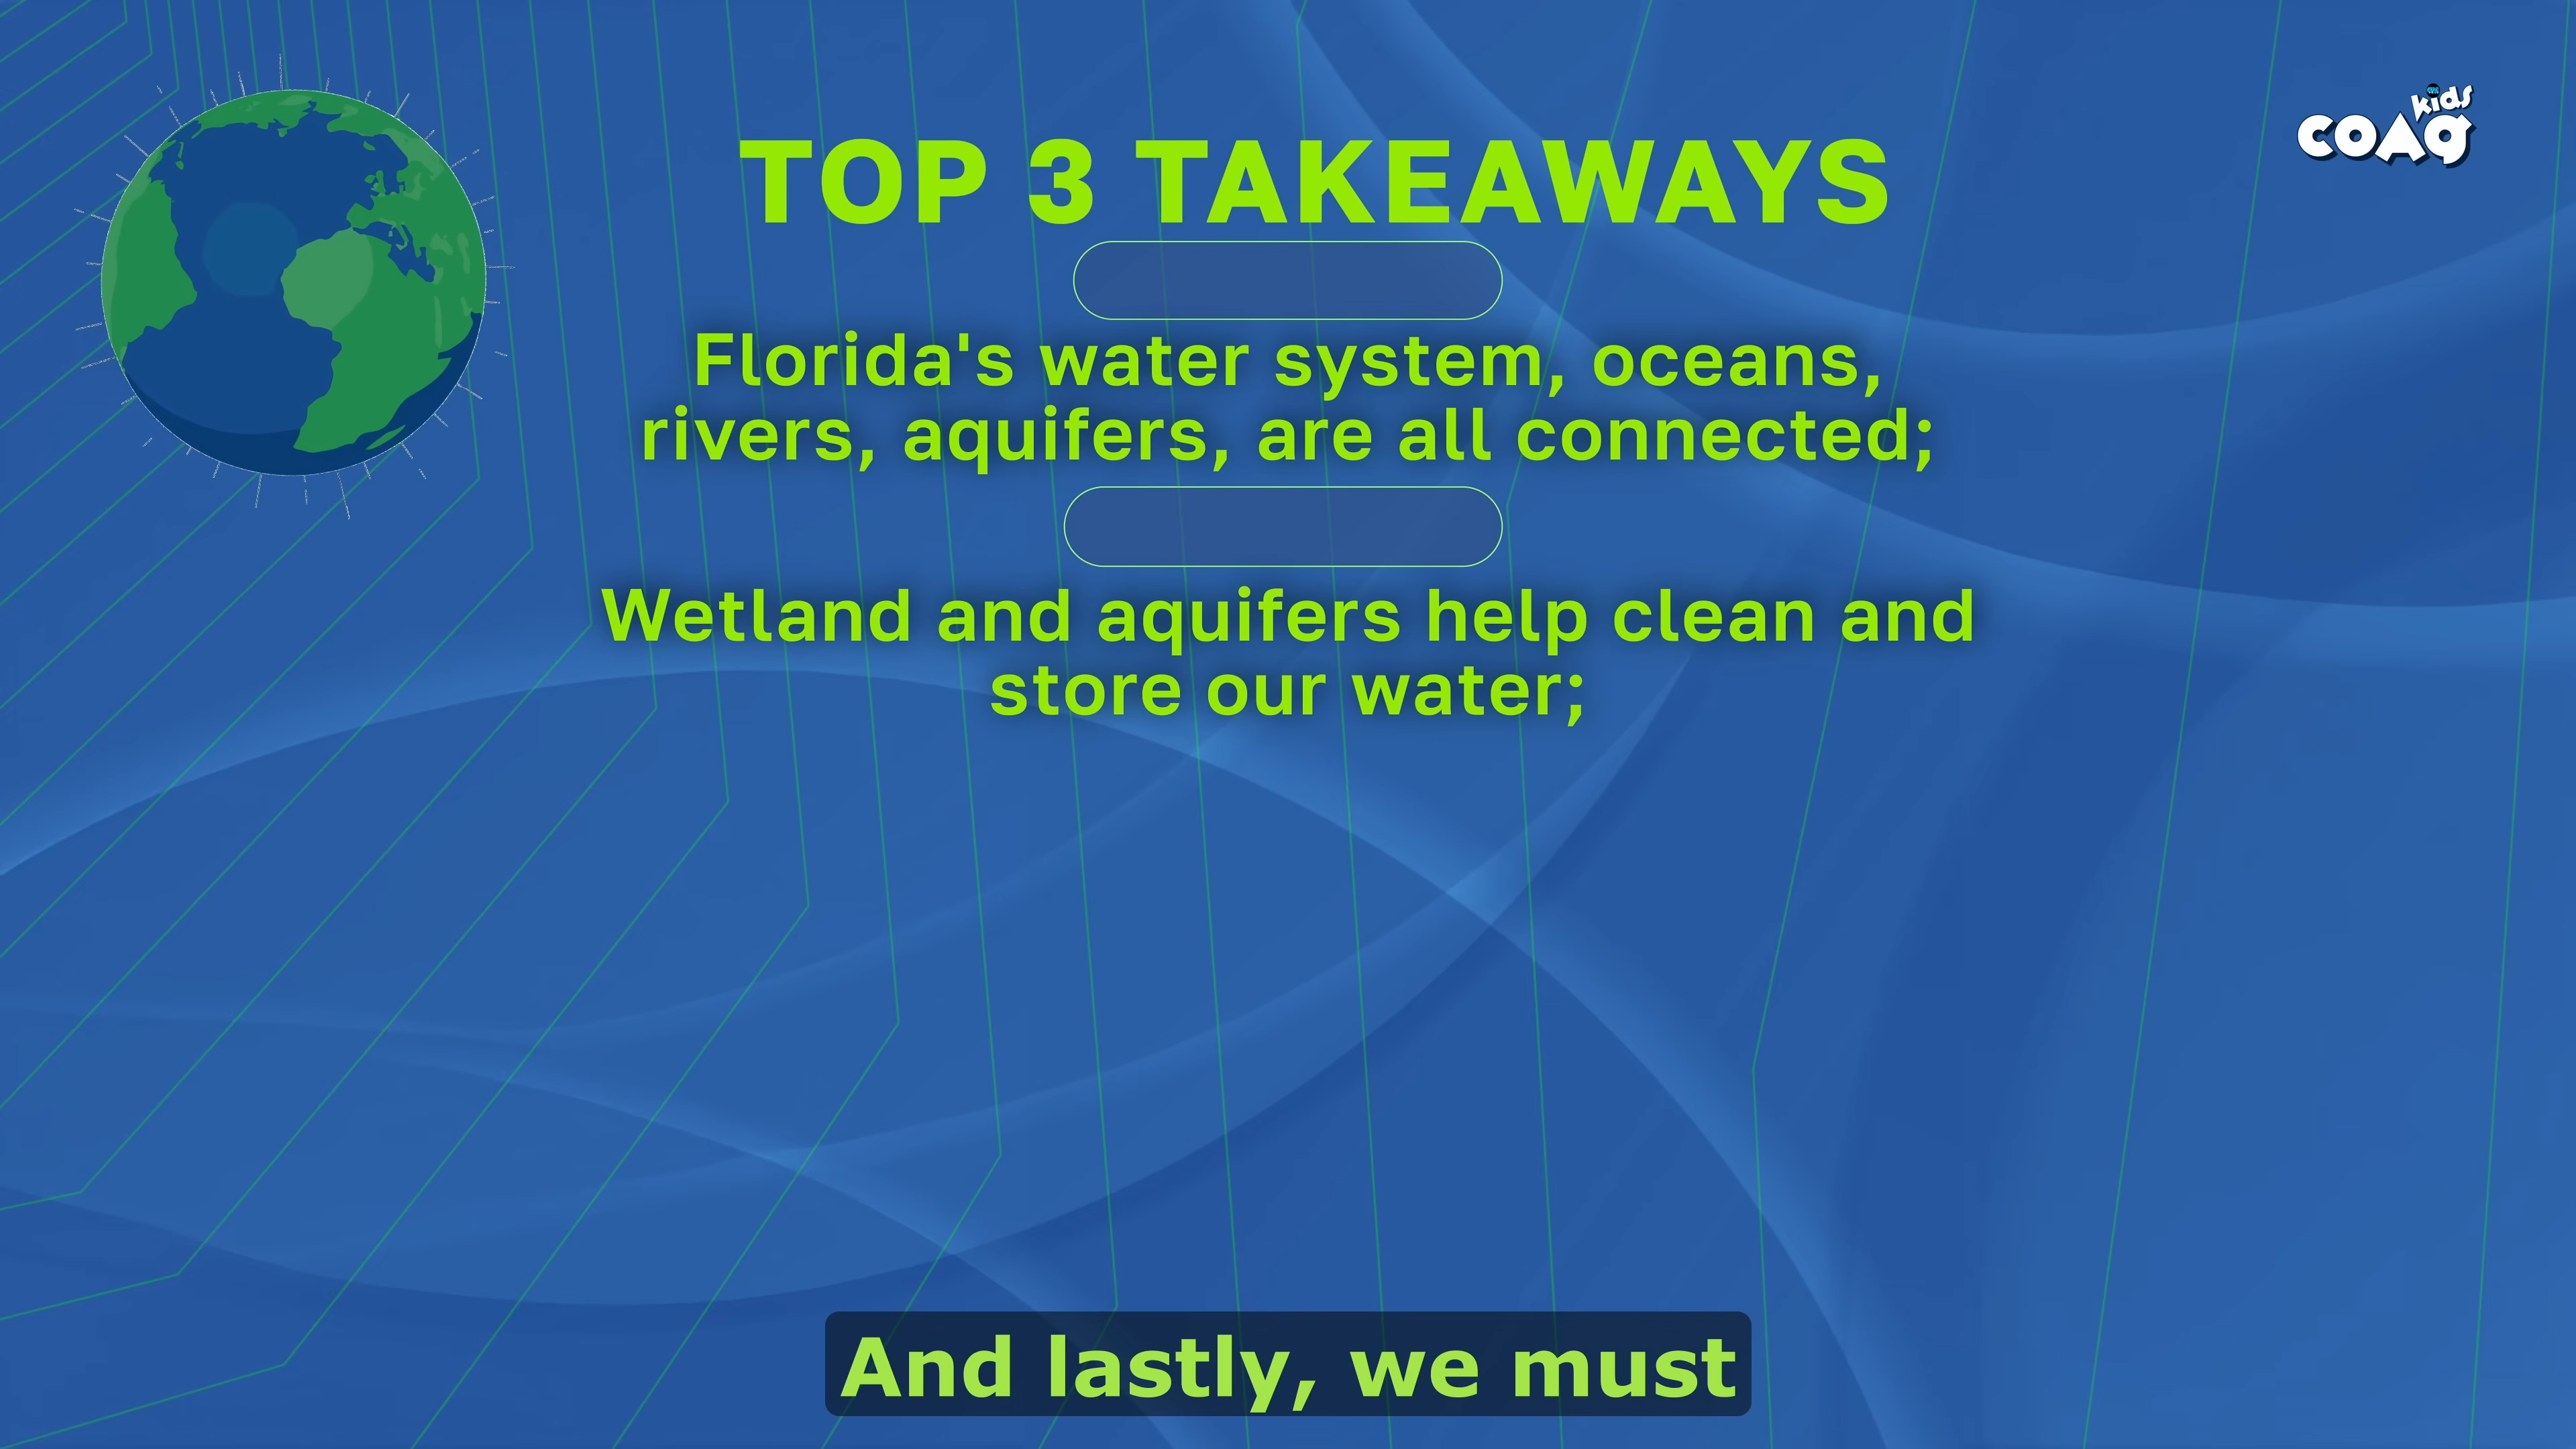 kids
coAg
TOP 3 TAKEAWAYS
Florida's water system, oceans,
rivers, aquifers, are all connected;
Wetland and aquifers help clean and
store our water;
And lastly, we must